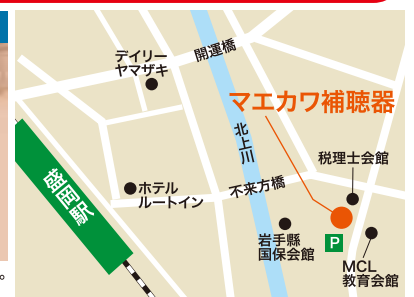 デイリー
ヤマザキ
開運橋
マエカワ補聴器
北上川
税理士会館
盛岡駅
ホテル
ルートイン
不来方橋
岩手縣
国保会館
P
MCL
教育会館
。